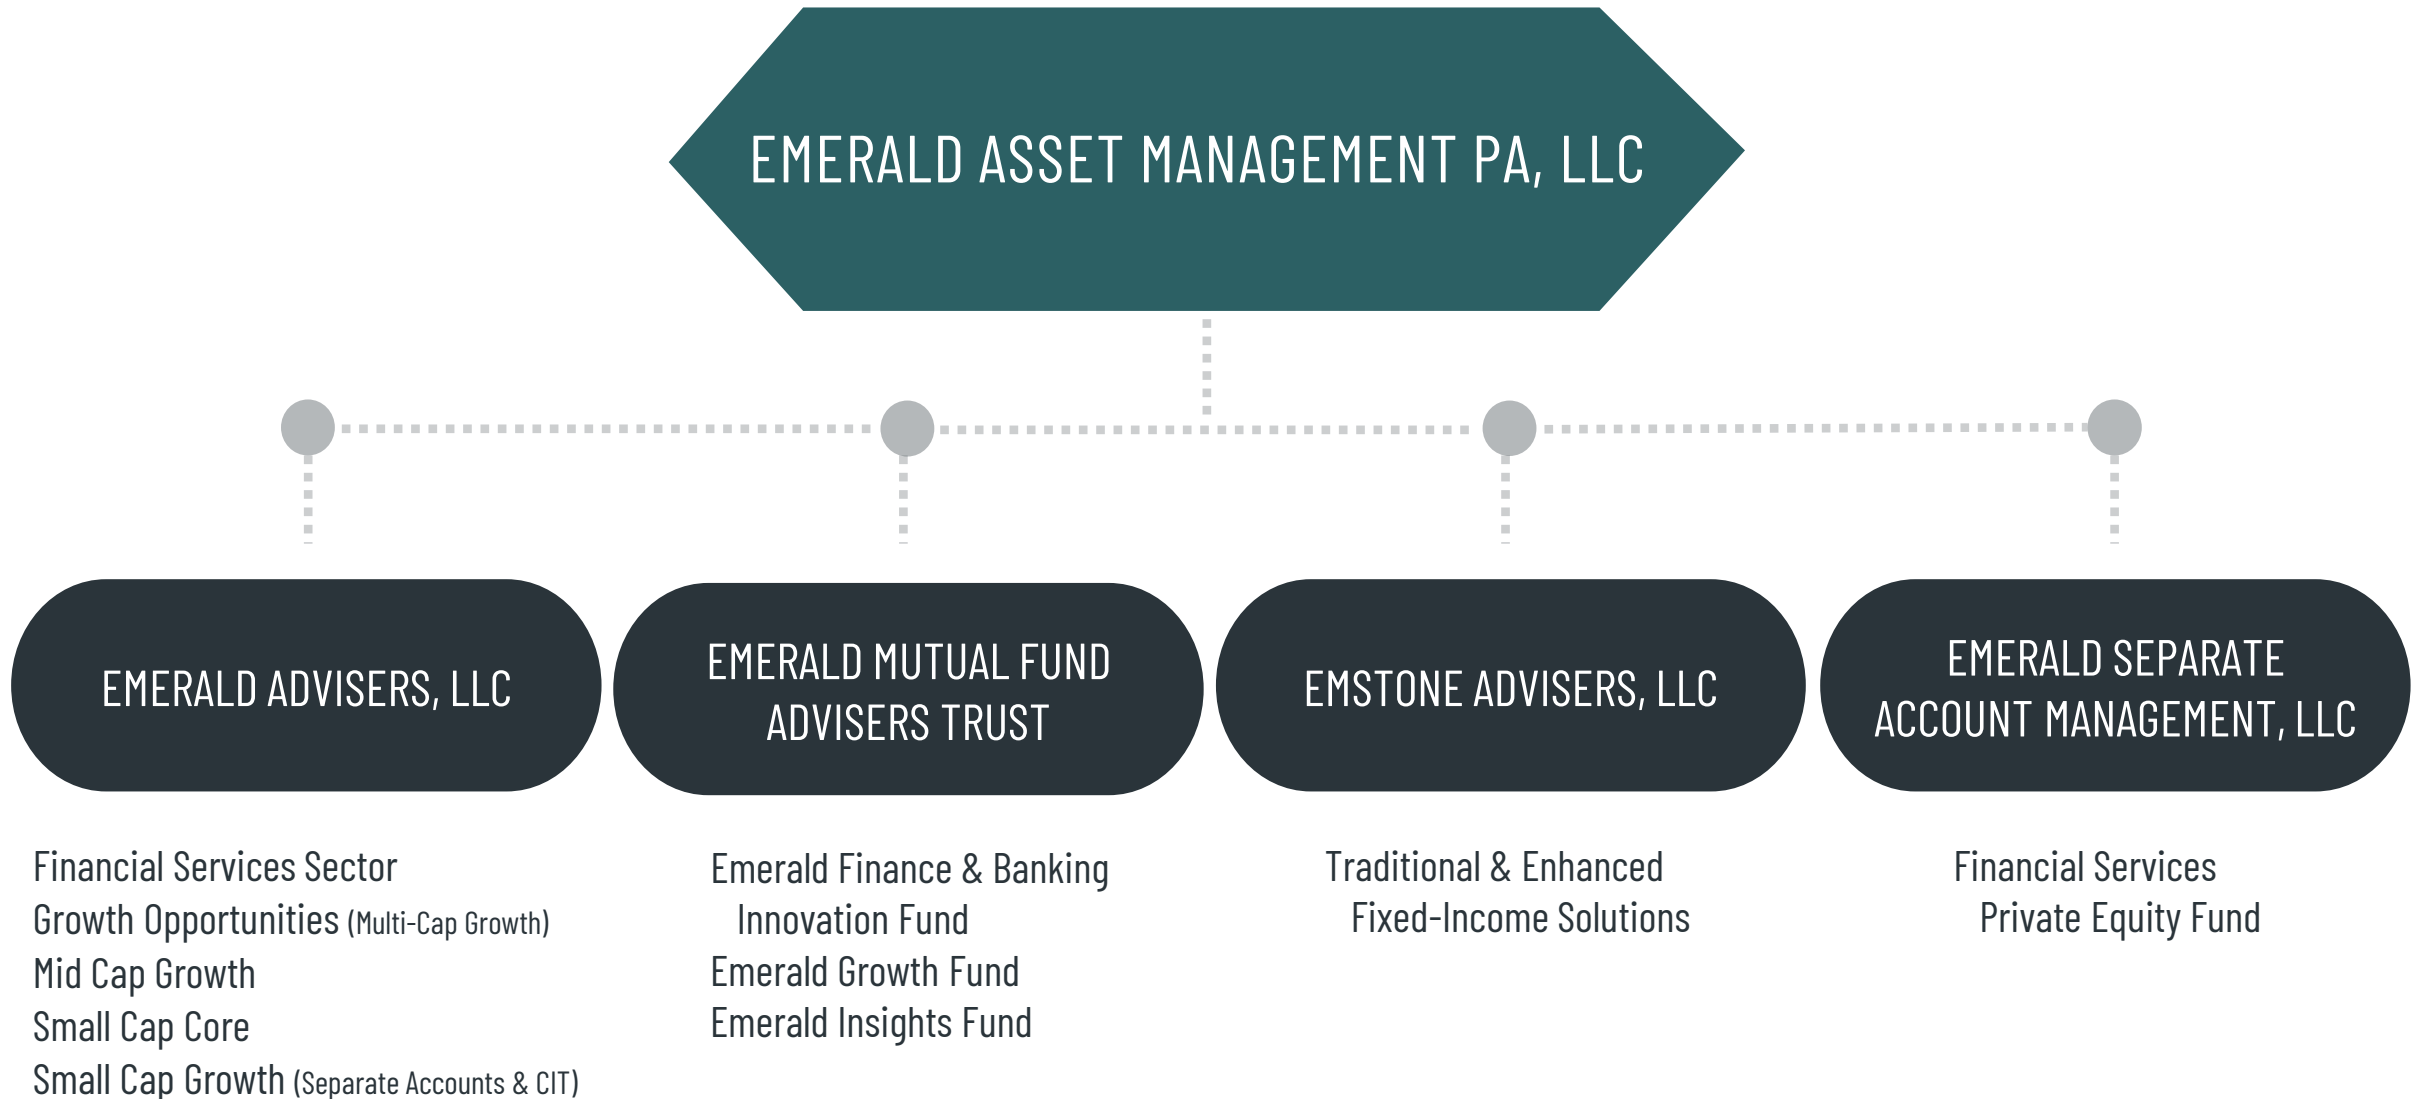 EMERALD ASSET MANAGEMENT PA, LLC
EMERALD ADVISERS, LLC
EMERALD MUTUAL FUND
ADVISERS TRUST
EMSTONE ADVISERS, LLC
EMERALD SEPARATE
ACCOUNT MANAGEMENT, LLC
Financial Services Sector
Growth Opportunities (Multi-Cap Growth)
Mid Cap Growth
Small Cap Core
Small Cap Growth (Separate Accounts & CIT)
Emerald Finance & Banking
Innovation Fund
Emerald Growth Fund
Emerald Insights Fund
Traditional & Enhanced
Fixed-Income Solutions
Financial Services
Private Equity Fund